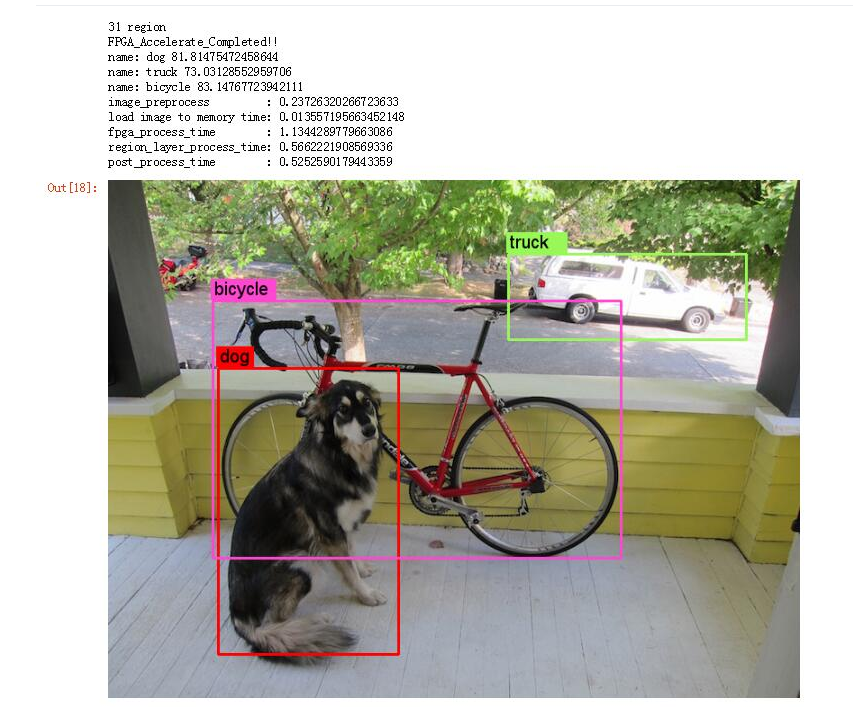 31 region
FPGA_Accelerate_Completed!!
name: dog 81.81475472458644
name: truck 73.03128552959706
name: bicycle 83.14767723942111
image_preprocess : 0.23726320266723633
load image to memory time: 0.013557195663452148
fpga_process_time : 1.1344289779663086
region_layer_process_time: 0.5662221908569336
post_process_time : 0.5252590179443359
Out[18]:
truck
bicycle
dog